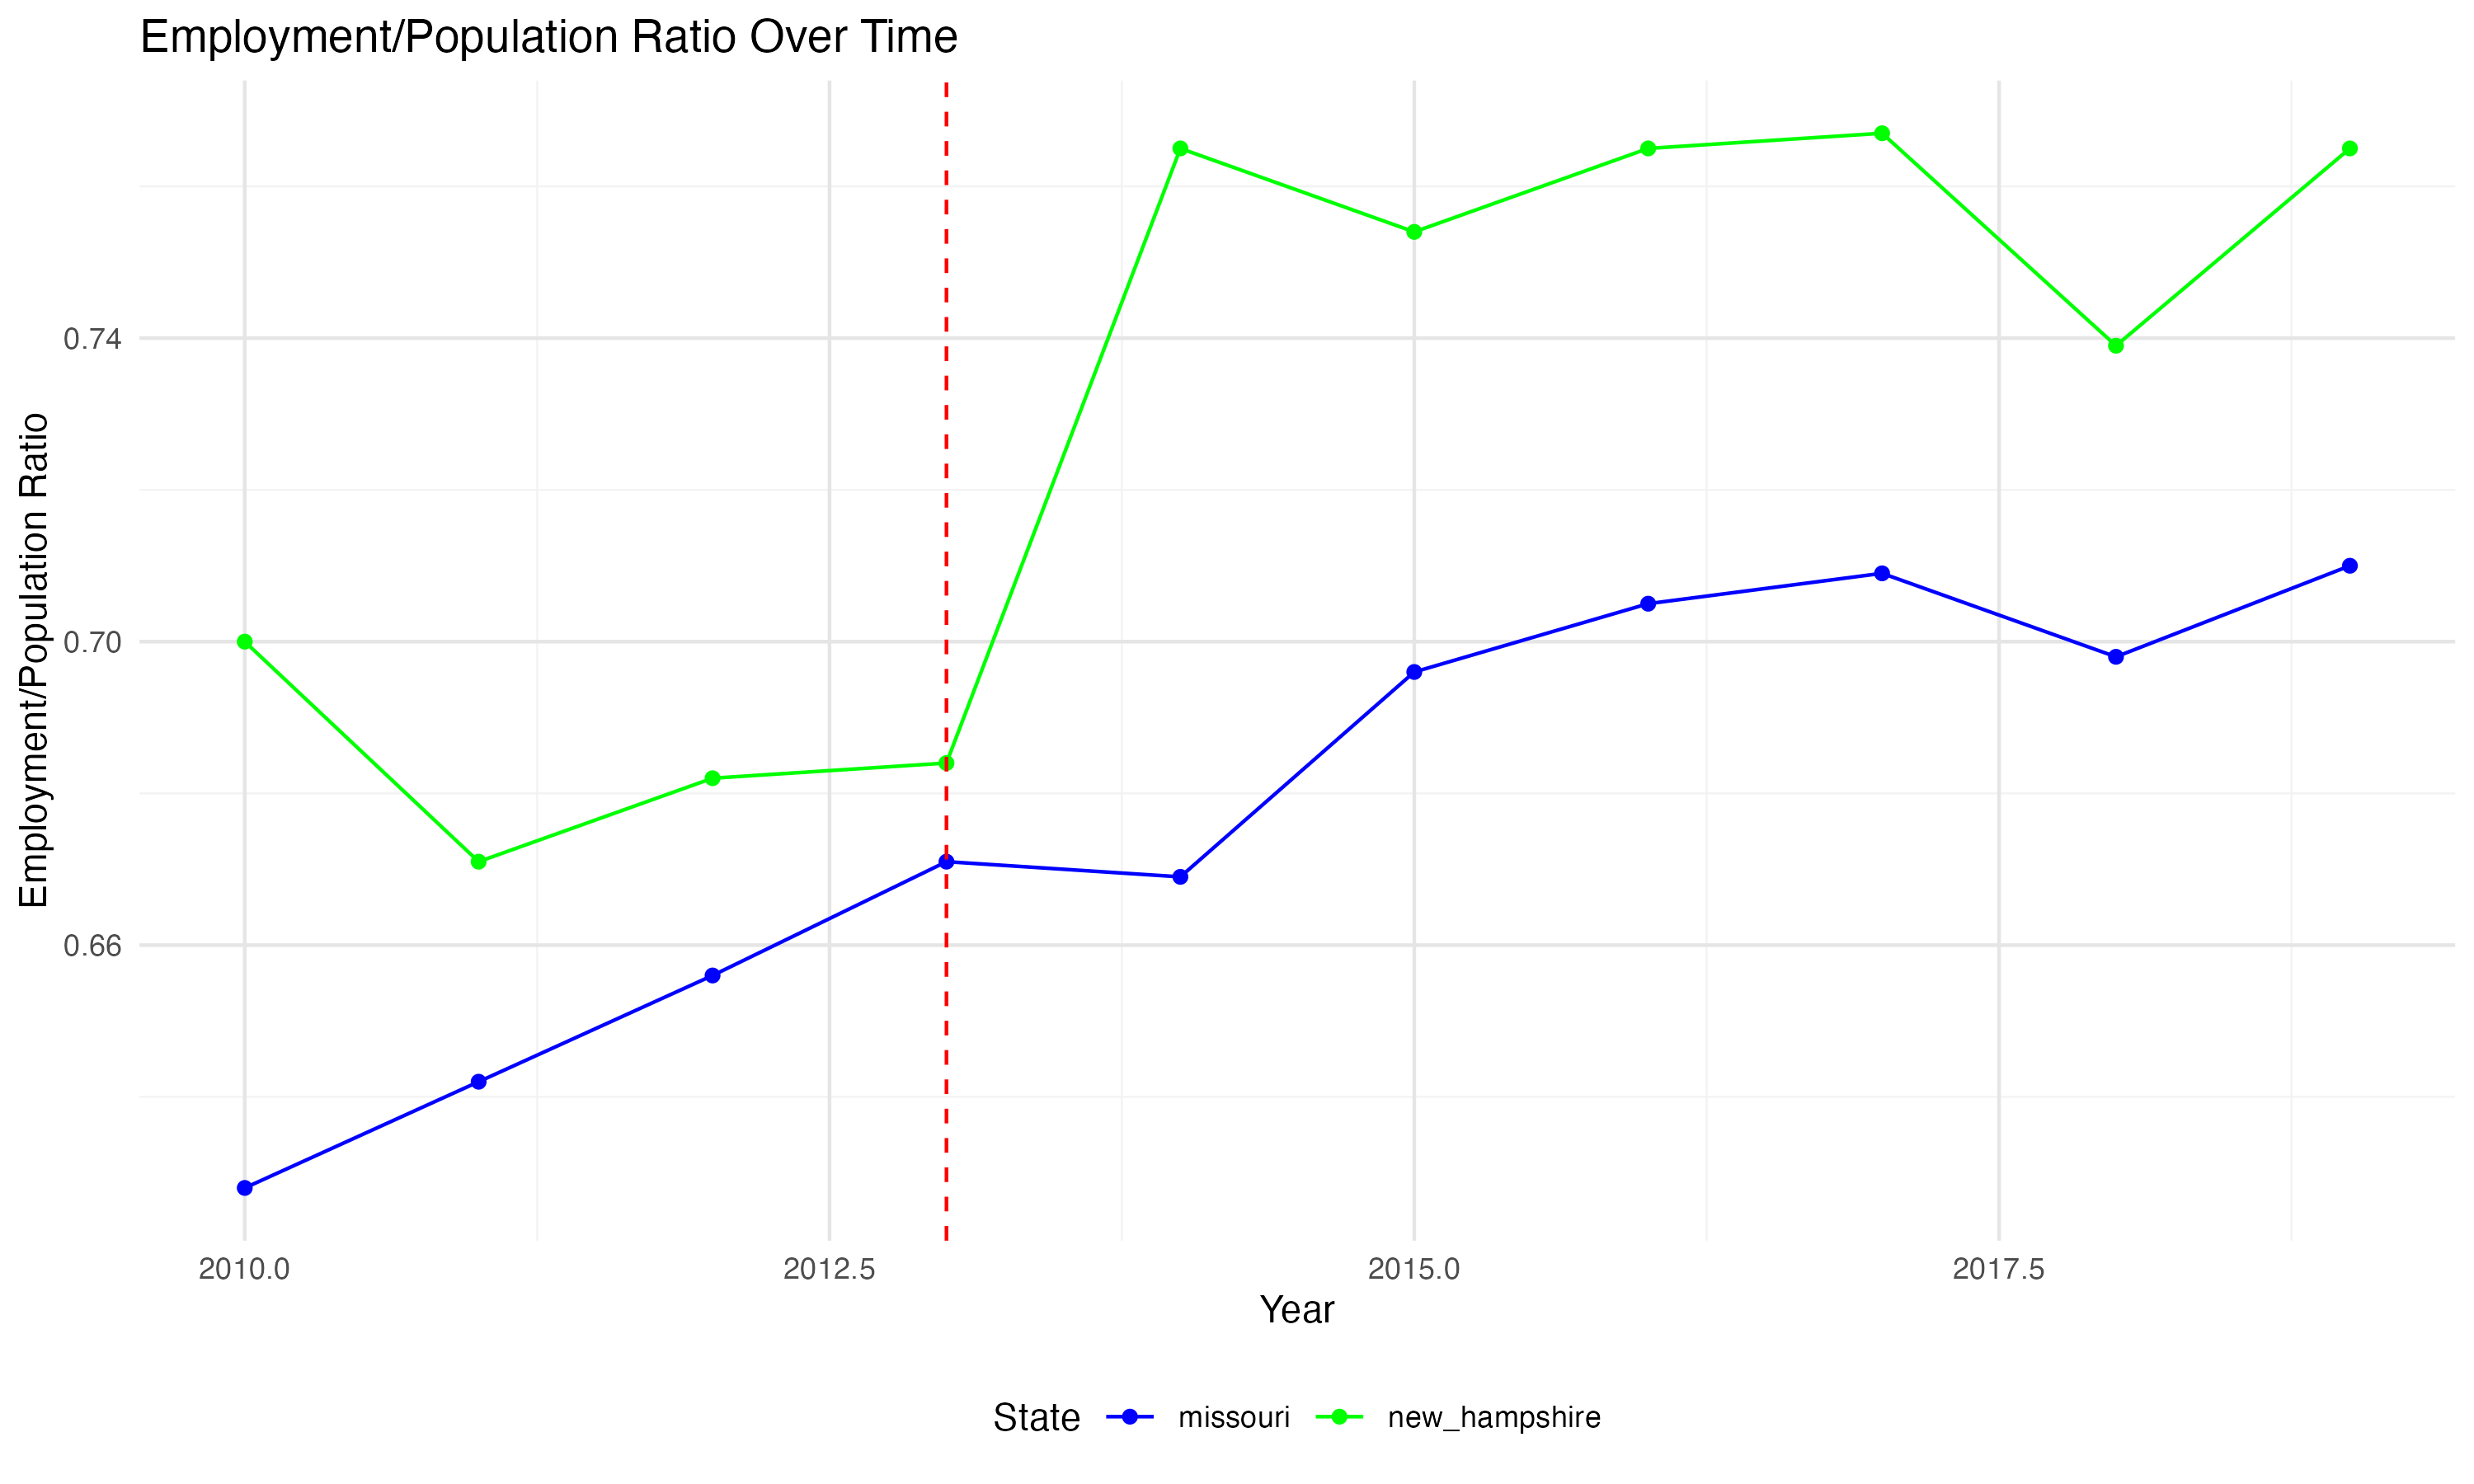 Employment/Population Ratio Over Time
Employment/Population Ratio
0.74
0.70
0.66
2010.0 2012.5 2015.0 2017.5
Year
State missouri new_hampshire